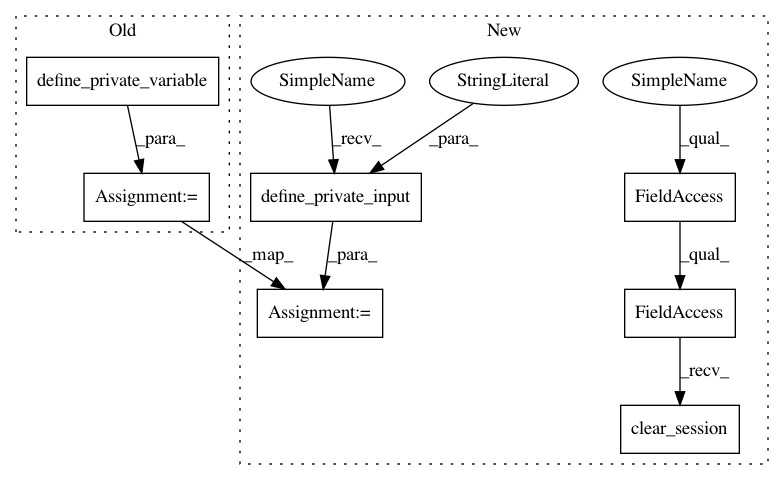 Old
New
define_private_variable
SimpleName
StringLiteral
SimpleName
_para_
_recv_
_para_
_qual_
Assignment:=
define_private_input
FieldAccess
_map_
_para_
_qual_
Assignment:=
FieldAccess
_recv_
clear_session